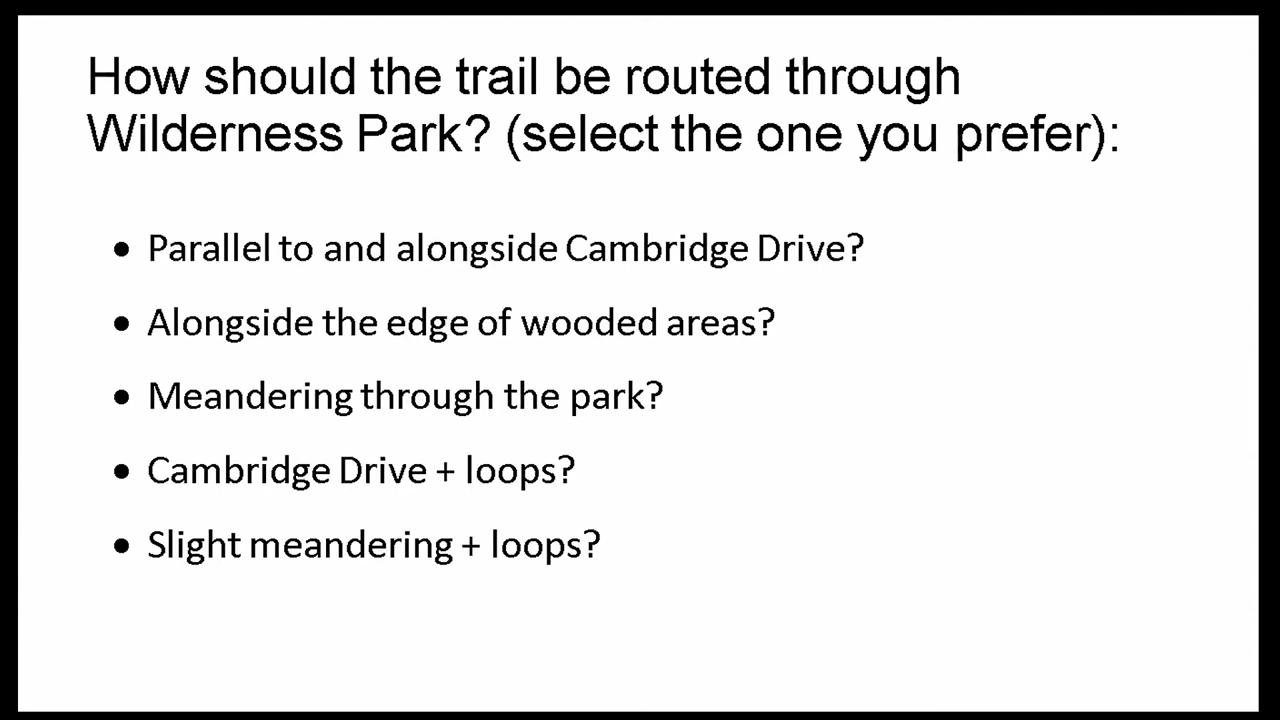 How should the trail be routed through
Wilderness Park? (select the one you prefer):
• Parallel to and alongside Cambridge Drive?
• Alongside the edge of wooded areas?
• Meandering through the park?
• Cambridge Drive + loops?
• Slight meandering + loops?